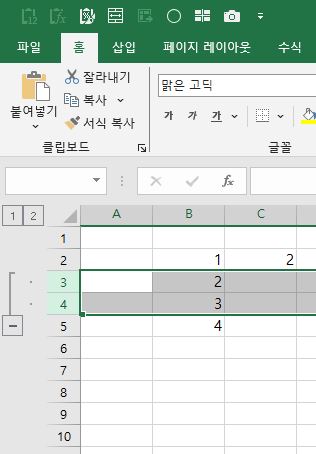 파일 홈 삽입 페이지 레이아웃 수식
붙여넣기
잘라내기
복사
서식 복사
클립보드
맑은 고딕
가 가 가
글꼴
fx
1 2
A B C
1
2 1 2
3 2
4 3
5 4
6
7
8
9
10